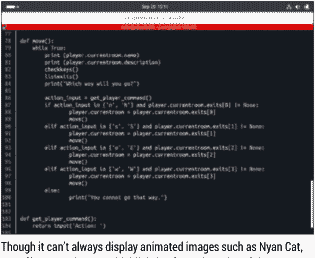 def move():
while True:
print (player.currentroom.name)
print (player.currentroom.description)
checkkeys()
listexits()
print("Which way will you go?")
action_input = get_player_command()
if action_input in ['n', 'N'] and player.currentroom.exits[0] != None:
player.currentroom = player.currentroom.exits[0]
move()
elif action_input in ['s', 'S'] and player.currentroom.exits[1] != None:
player.currentroom = player.currentroom.exits[1]
move()
elif action_input in ['e', 'E'] and player.currentroom.exits[2] != None:
player.currentroom = player.currentroom.exits[2]
move()
elif action_input in ['w', 'W'] and player.currentroom.exits[3] != None:
player.currentroom = player.currentroom.exits[3]
move()
else:
print("You cannot go that way.")
def get_player_command():
return input('Action: ')
Though it can't always display animated images such as Nyan Cat,